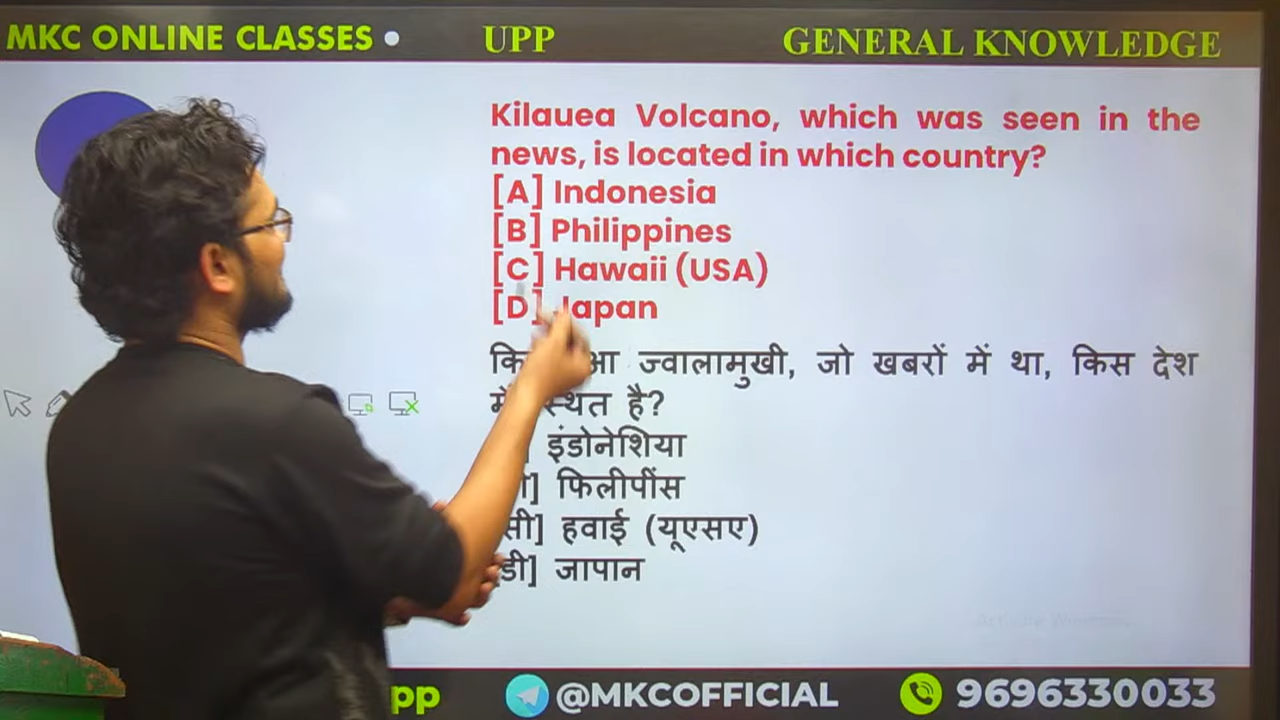 MKC ONLINE CLASSES UPP GENERAL KNOWLEDGE
Kilauea Volcano, which was seen in the
news, is located in which country?
[A] Indonesia
[B] Philippines
[C] Hawaii (USA)
[D] Japan
ज्वालामुखी, जो खबरों में था, किस देश
है?
इंडोनेशिया
फिलीपींस
सी] हवाई (यूएसए)
डी] जापान
pp @MKCOFFICIAL 9696330033